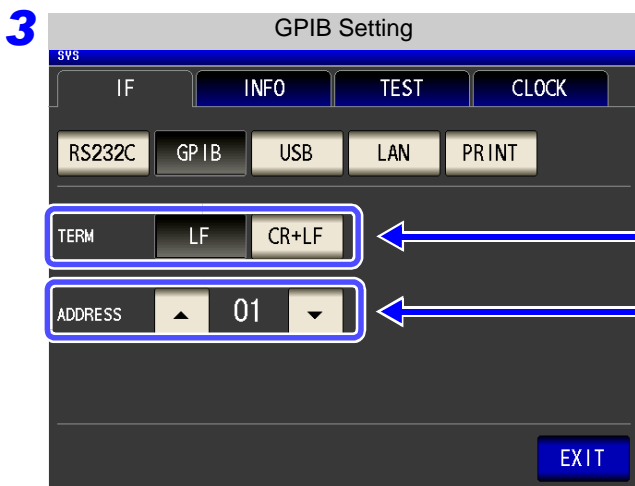 3
GPIB Setting
SYS
IF INFO TEST CLOCK
RS232C GPIB USB LAN PRINT
TERM LF CR+LF
ADDRESS ▲ 01 ▼
EXIT